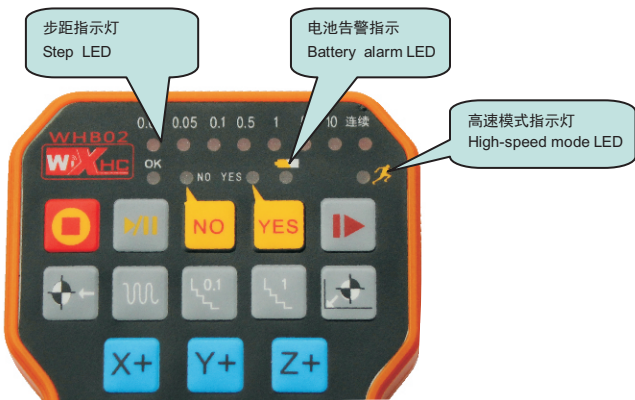 步距指示灯
Step LED
电池告警指示
Battery alarm LED
高速模式指示灯
High-speed mode LED
0.05 0.1 0.5 1 10 连续
WHB02
WiXHC
OK
NO YES
NO YES
L 0.1 L 1
X+ Y+ Z+